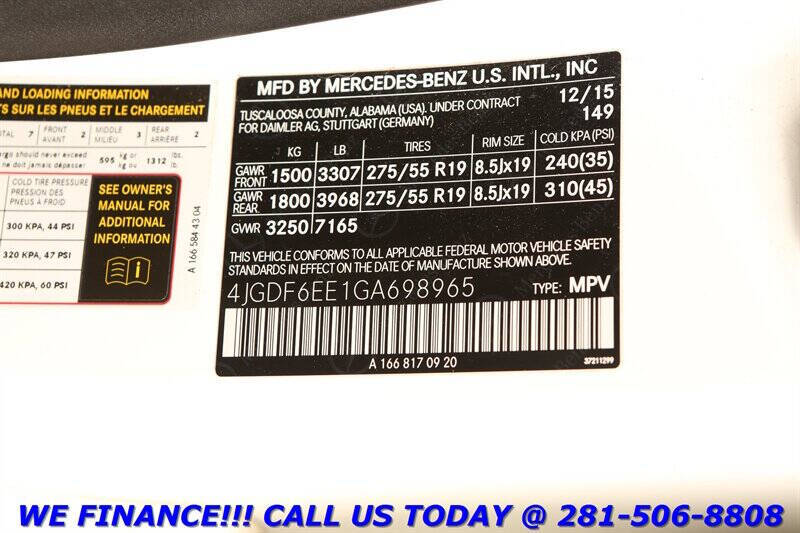 AND LOADING INFORMATION
TS SUR LES PNEUS ET LE CHARGEMENT
TAL 7 FRONT 2 MIDDLE 3 REAR 2
AVANT MILIEU ARRIÈRE
argo should never exceed 595 kg or 1312 lbs.
ne doit jamais dépasser. kg ou lb.
COLD TIRE PRESSURE
PRESSION DES
PNEUS À FROID
300 KPA, 44 PSI
320 KPA, 47 PSI
420 KPA, 60 PSI
SEE OWNER'S
MANUAL FOR
ADDITIONAL
INFORMATION
A 166 584 43 04
MFD BY MERCEDES-BENZ U.S. INTL., INC
TUSCALOOSA COUNTY, ALABAMA (USA). UNDER CONTRACT 12/15
FOR DAIMLER AG, STUTTGART (GERMANY) 149
KG LB TIRES RIM SIZE COLD KPA (PSI)
GAWR FRONT 1500 3307 275/55 R19 8.5Jx19 240(35)
GAWR REAR 1800 3968 275/55 R19 8.5Jx19 310(45)
GWR 3250 7165
THIS VEHICLE CONFORMS TO ALL APPLICABLE FEDERAL MOTOR VEHICLE SAFETY
STANDARDS IN EFFECT ON THE DATE OF MANUFACTURE SHOWN ABOVE.
4JGDF6EE1GA698965 TYPE: MPV
A 166 817 09 20 37211299
WE FINANCE!!! CALL US TODAY @ 281-506-8808